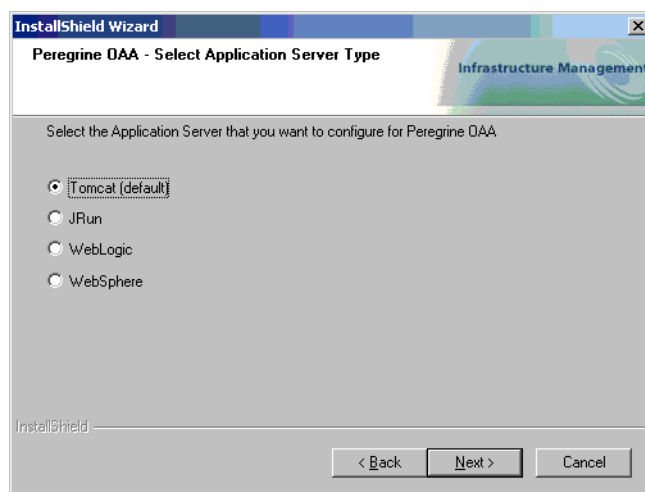 InstallShield Wizard
Peregrine OAA - Select Application Server Type
Infrastructure Management
Select the Application Server that you want to configure for Peregrine OAA
Tomcat (default)
JRun
WebLogic
WebSphere
InstallShield
< Back
Next >
Cancel